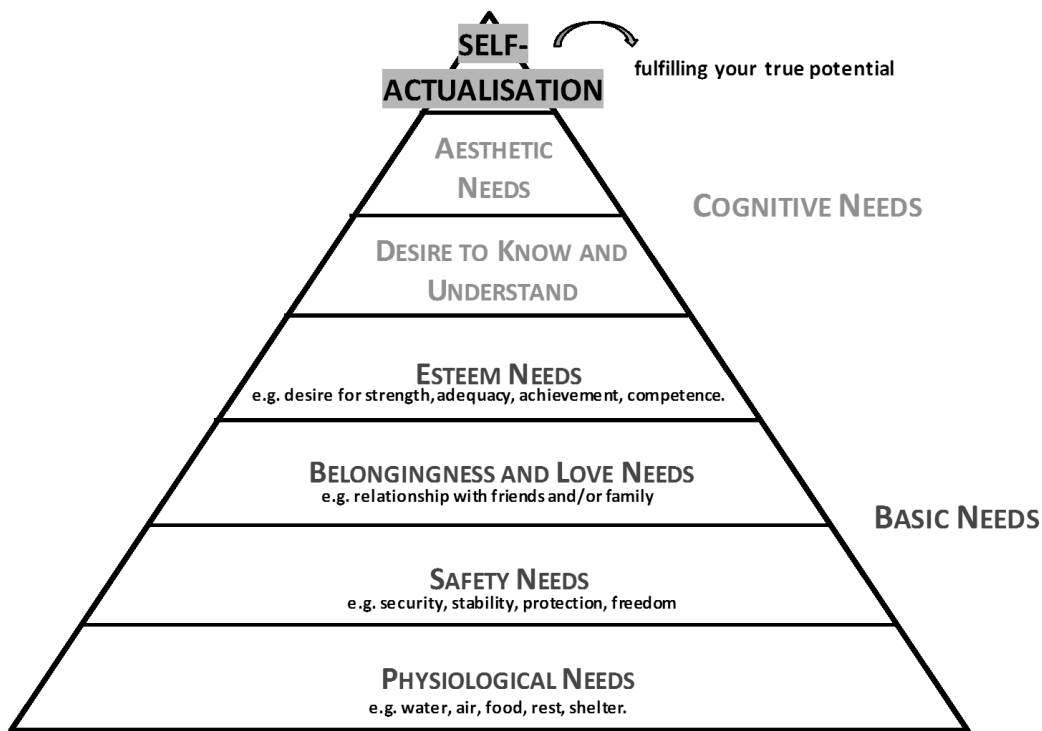 SELF-
ACTUALISATION
fulfilling your true potential
AESTHETIC
NEEDS
COGNITIVE NEEDS
DESIRE TO KNOW AND
UNDERSTAND
ESTEEM NEEDS
e.g. desire for strength, adequacy, achievement, competence.
BELONGINGNESS AND LOVE NEEDS
e.g. relationship with friends and/or family
BASIC NEEDS
SAFETY NEEDS
e.g. security, stability, protection, freedom
PHYSIOLOGICAL NEEDS
e.g. water, air, food, rest, shelter.